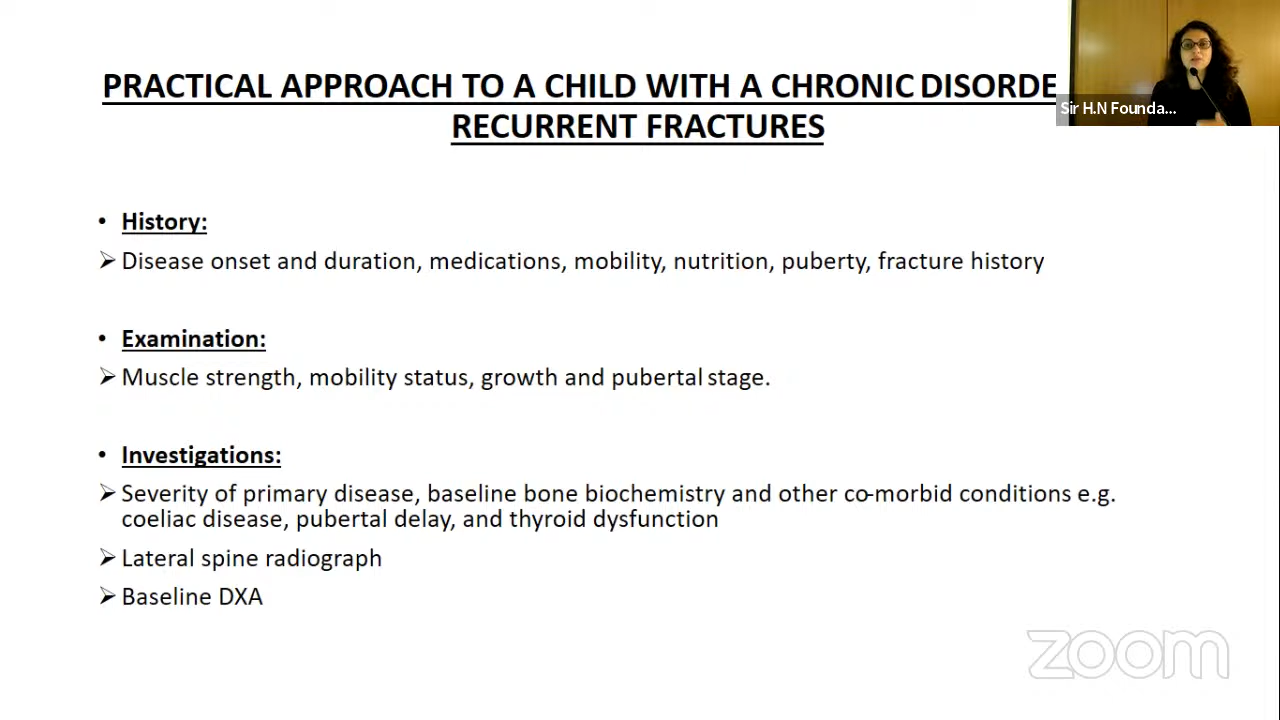 PRACTICAL APPROACH TO A CHILD WITH A CHRONIC DISORDE
RECURRENT FRACTURES
Sir H.N Founda...
• History:
➢ Disease onset and duration, medications, mobility, nutrition, puberty, fracture history
• Examination:
➢ Muscle strength, mobility status, growth and pubertal stage.
• Investigations:
➢ Severity of primary disease, baseline bone biochemistry and other co-morbid conditions e.g.
coeliac disease, pubertal delay, and thyroid dysfunction
➢ Lateral spine radiograph
➢ Baseline DXA
zoom